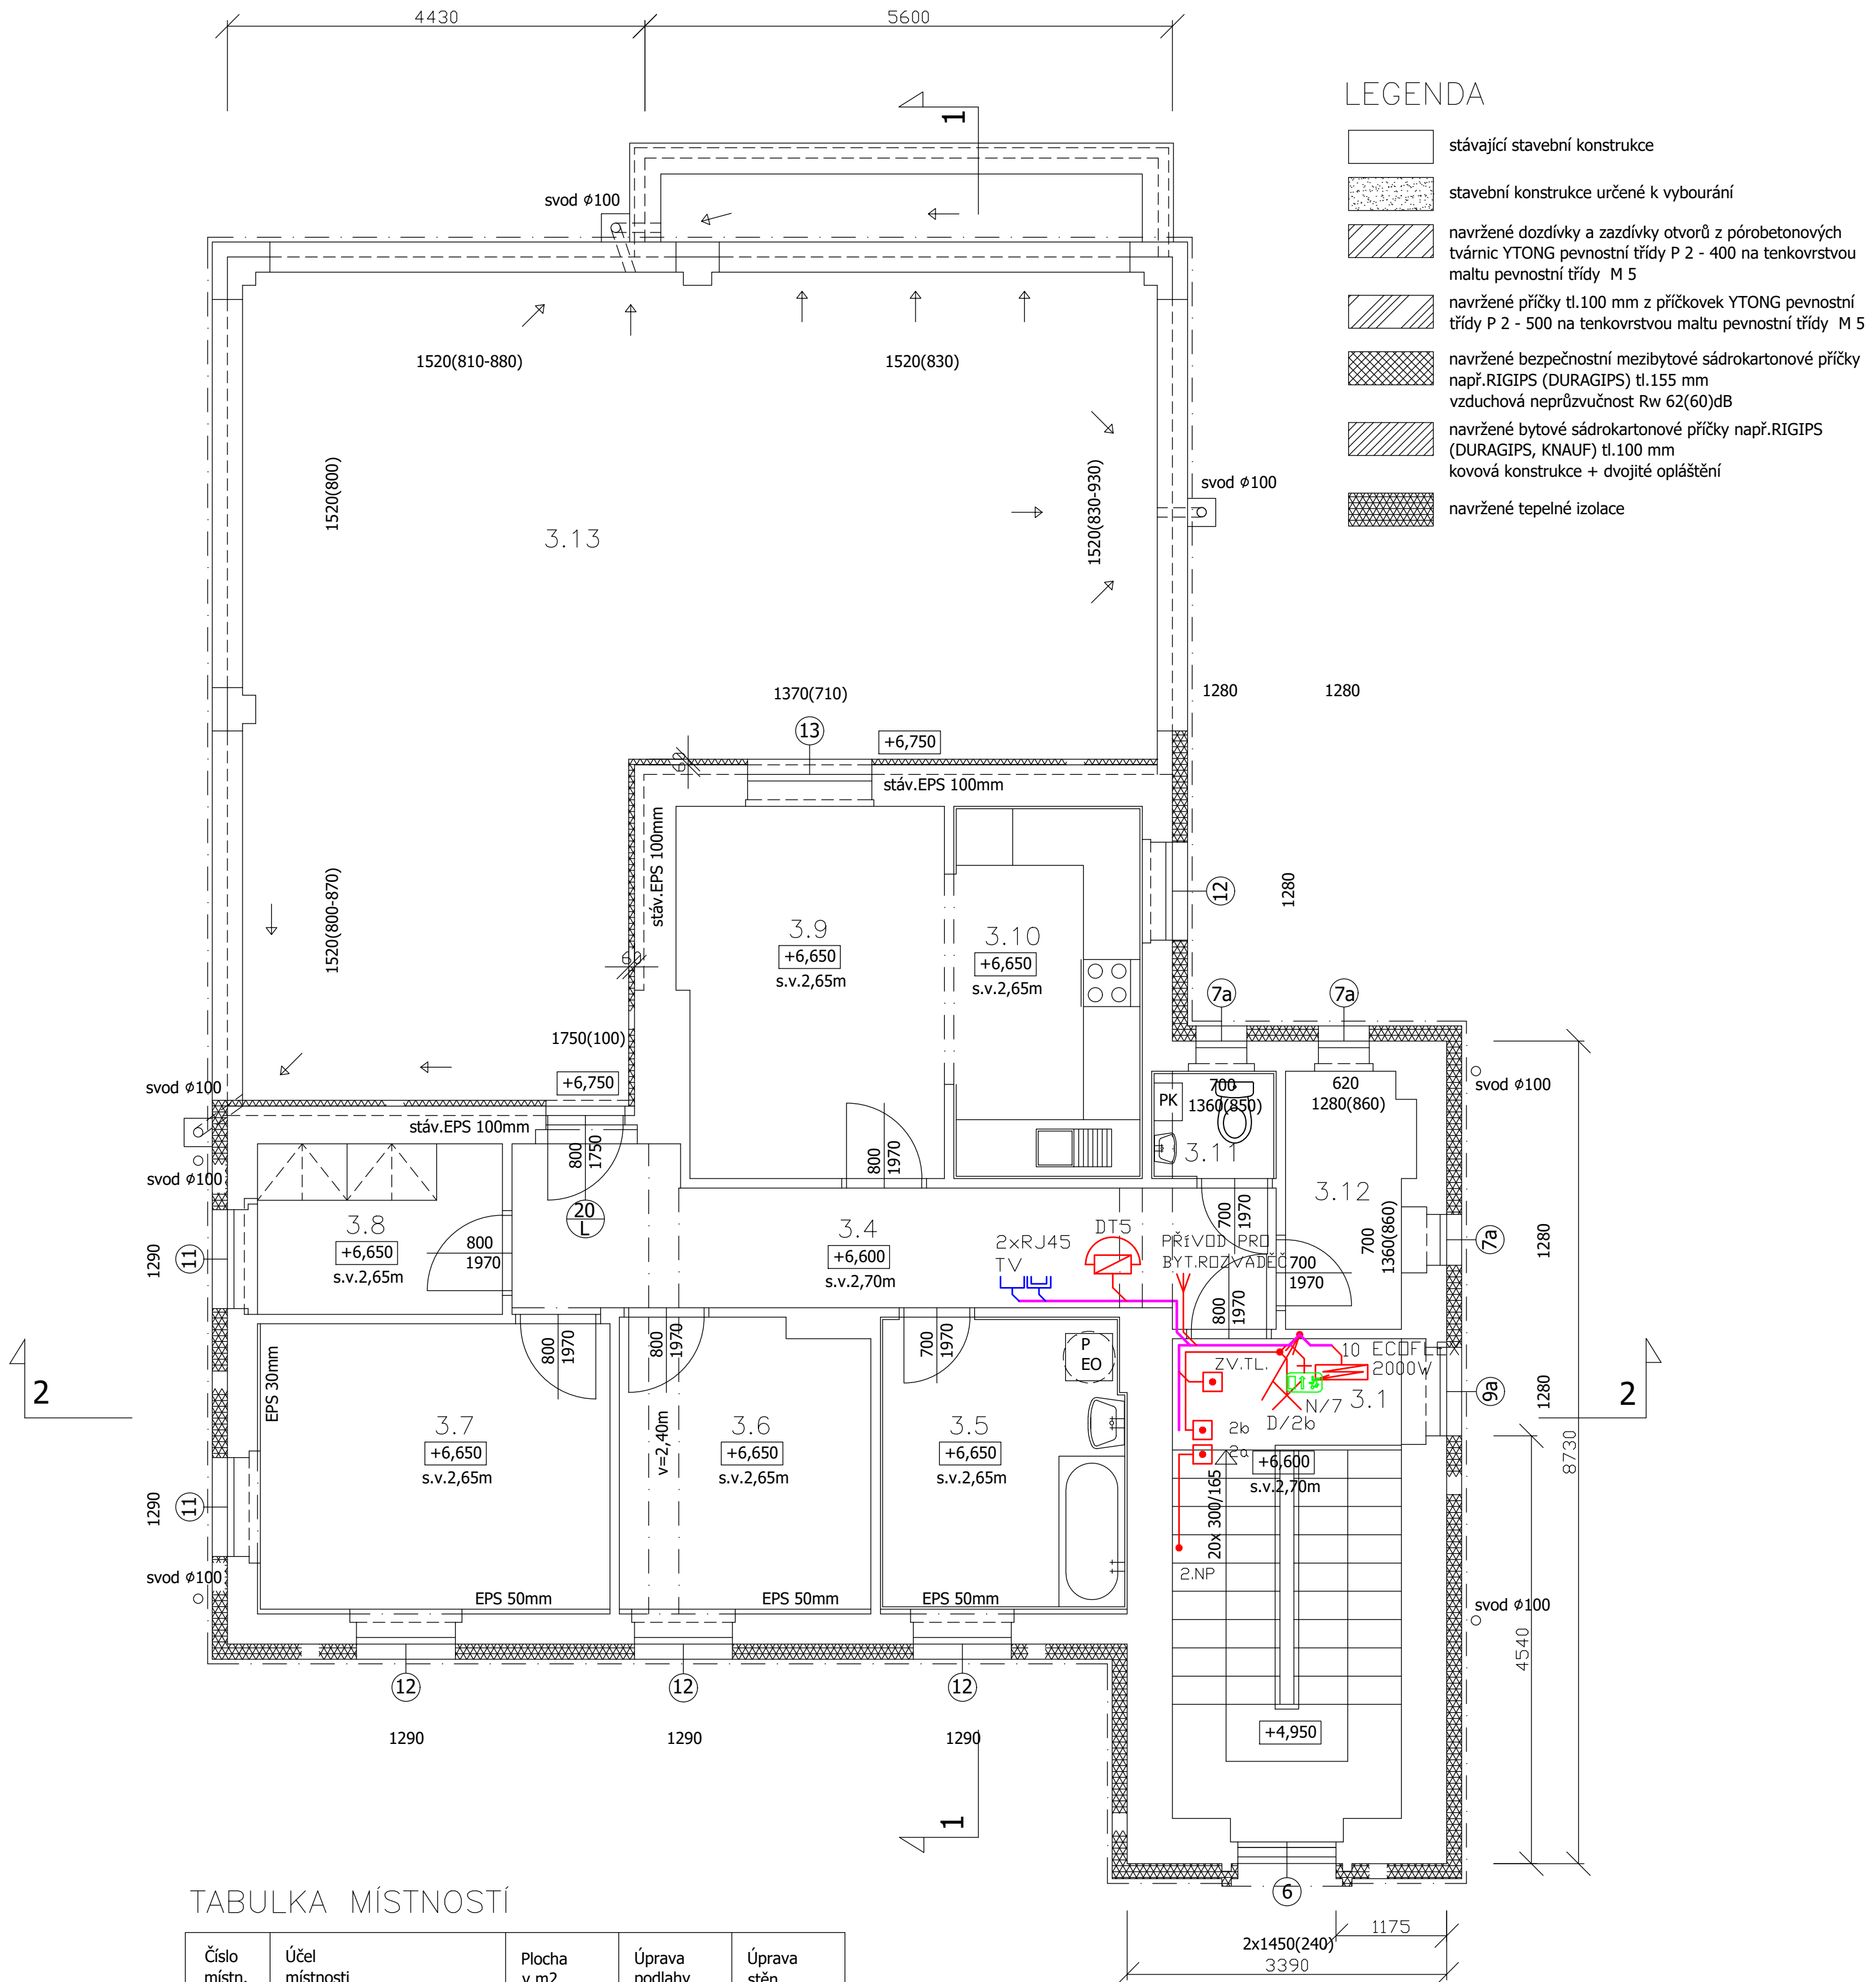 4430
5600
1
LEGENDA
stávající stavební konstrukce
stavební konstrukce určené k vybourání
navržené dozdívky a zazdívky otvorů z pórobetonových
tvárnic YTONG pevnostní třídy P 2 - 400 na tenkovrstvou
maltu pevnostní třídy M 5
navržené příčky tl.100 mm z příčkovek YTONG pevnostní
třídy P 2 - 500 na tenkovrstvou maltu pevnostní třídy M 5
navržené bezpečnostní mezibytové sádrokartonové příčky
např.RIGIPS (DURAGIPS) tl.155 mm
vzduchová neprůzvučnost Rw 62(60)dB
navržené bytové sádrokartonové příčky např.RIGIPS
(DURAGIPS, KNAUF) tl.100 mm
kovová konstrukce + dvojité opláštění
navržené tepelné izolace
svod ⌀100
1520(810-880)
1520(830)
1520(800)
1520(830-930)
svod ⌀100
3.13
1370(710)
1280
1280
13
+6,750
60
stáv.EPS 100mm
stáv.EPS 100mm
1520(800-870)
12
1280
3.9
+6,650
s.v.2,65m
3.10
+6,650
s.v.2,65m
60
7a
7a
1750(100)
+6,750
svod ⌀100
stáv.EPS 100mm
svod ⌀100
PK
700
1360(850)
620
1280(860)
svod ⌀100
800
1750
800
1970
3.11
3.12
svod ⌀100
20
L
3.8
+6,650
s.v.2,65m
800
1970
3.4
+6,600
s.v.2,70m
2xRJ45
TV
DT5
PŘÍVOD PRO
BYT.ROZVADĚČ
700
1970
700
1970
700
1360(860)
7a
1280
11
1290
800
1970
800
1970
800
1970
700
1970
P
EO
ZV.TL.
10 ECOFLEX
2000W
N/7
3.1
D/2b
2b
2a
9a
1280
2
2
EPS 30mm
3.7
+6,650
s.v.2,65m
v=2,40m
3.6
+6,650
s.v.2,65m
3.5
+6,650
s.v.2,65m
+6,600
s.v.2,70m
20x 300/165
8730
11
1290
2.NP
svod ⌀100
EPS 50mm
EPS 50mm
EPS 50mm
svod ⌀100
4540
12
12
12
1290
1290
1290
+4,950
1
6
TABULKA MÍSTNOSTÍ
1175
2x1450(240)
3390
Číslo
místn.
Účel
místnosti
Plocha
v m2
Úprava
podlahy
Úprava
stěn